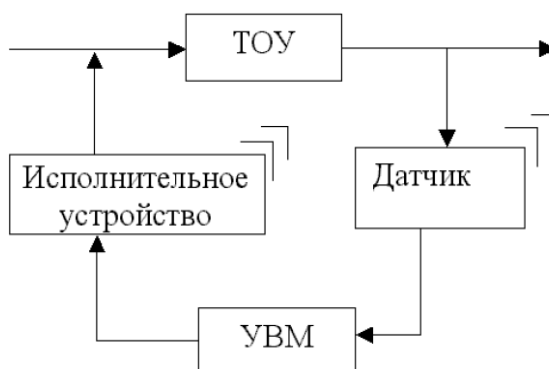 ТОУ
Исполнительное
устройство
Датчик
УВМ